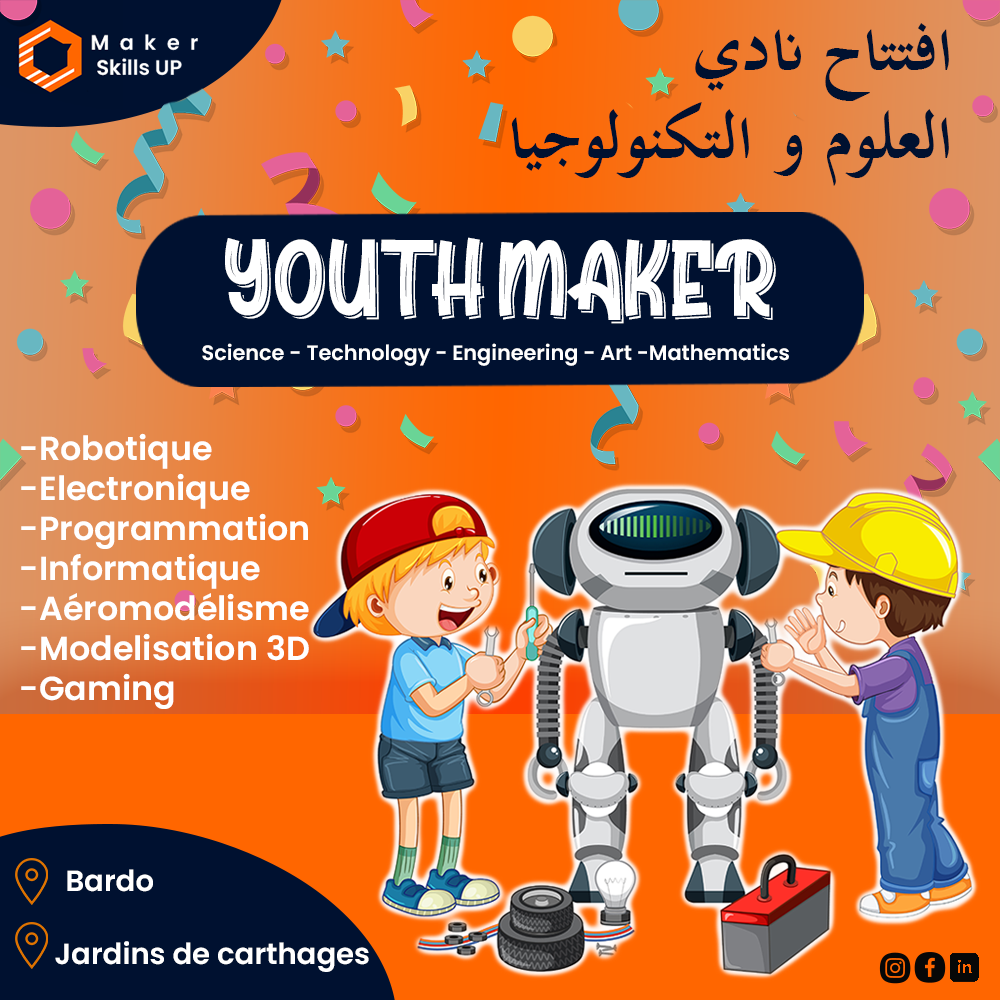 Maker
Skills UP
افتتاح نادي
العلوم و التكنولوجيا
YOUTH MAKER
Science - Technology - Engineering - Art -Mathematics
-Robotique
-Electronique
-Programmation
-Informatique
-Aéromodélisme
-Modelisation 3D
-Gaming
Bardo
Jardins de carthages
in